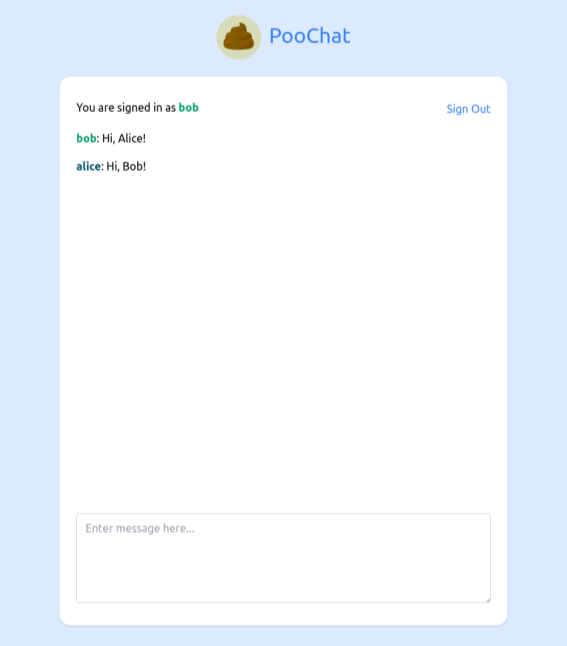 PooChat
You are signed in as bob
Sign Out
bob: Hi, Alice!
alice: Hi, Bob!
Enter message here...